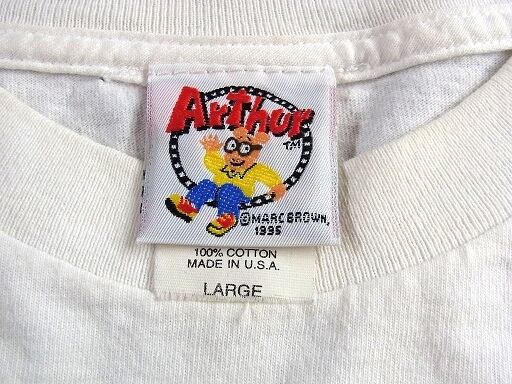 Arthur
TM
©MARC BROWN,
1995
100% COTTON
MADE IN U.S.A.
LARGE